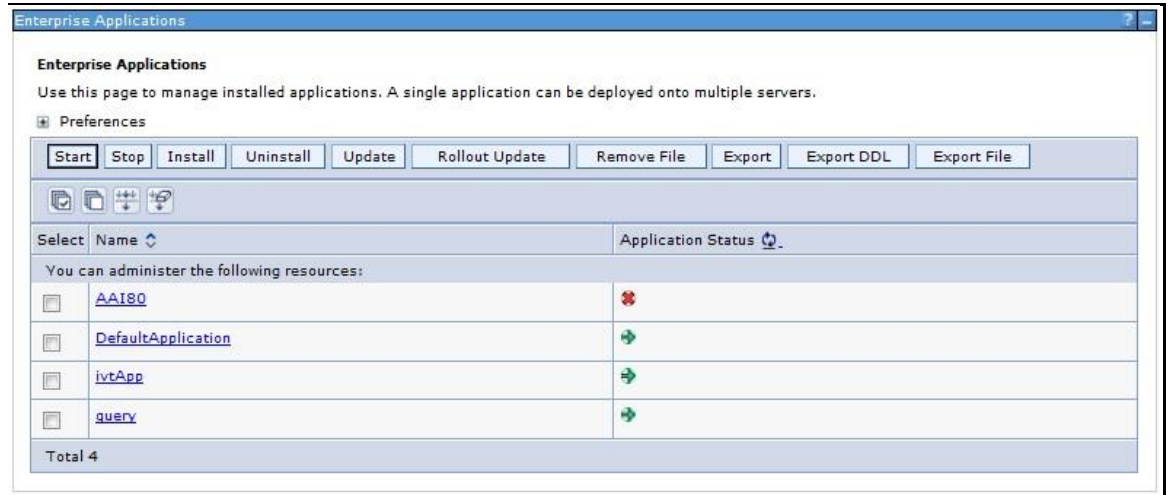 Enterprise Applications ? -
Enterprise Applications
Use this page to manage installed applications. A single application can be deployed onto multiple servers.
Preferences
Start Stop Install Uninstall Update Rollout Update Remove File Export Export DDL Export File
Select Name Application Status
You can administer the following resources:
AAI80
DefaultApplication
ivtApp
query
Total 4